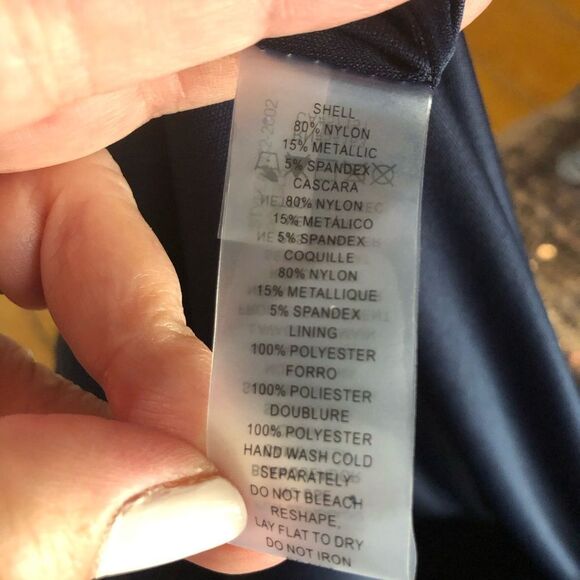 SHELL
80% NYLON
15% METALLIC
5% SPANDEX
CASCARA
80% NYLON
15% METÁLICO
5% SPANDEX
COQUILLE
80% NYLON
15% METALLIQUE
5% SPANDEX
LINING
100% POLYESTER
FORRO
100% POLIESTER
DOUBLURE
100% POLYESTER
HAND WASH COLD
SEPARATELY
DO NOT BLEACH
RESHAPE,
LAY FLAT TO DRY
DO NOT IRON